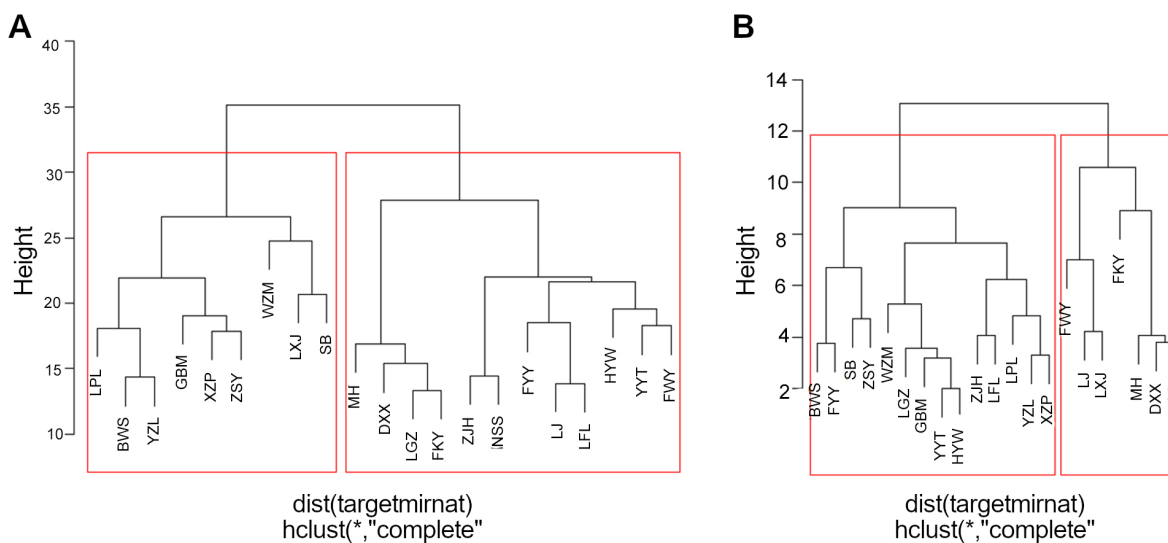 A
40
35
30
25
20
15
10
Height
LPL
BWS
YZL
GBM
XZP
ZSY
WZM
LXJ
SB
MH
DXX
LGZ
FKY
ZJH
NSS
FYY
LJ
LFL
HYW
YYT
FWY
dist(targetmirnat)
hclust(*,"complete"
B
14
12
10
8
6
4
2
Height
BWS
FYY
SB
ZSY
WZM
LGZ
GBM
YYT
HYW
ZJH
LFL
LPL
YZL
XZP
FWY
LJ
LXJ
FKY
MH
DXX
dist(targetmirnat)
hclust(*,"complete"